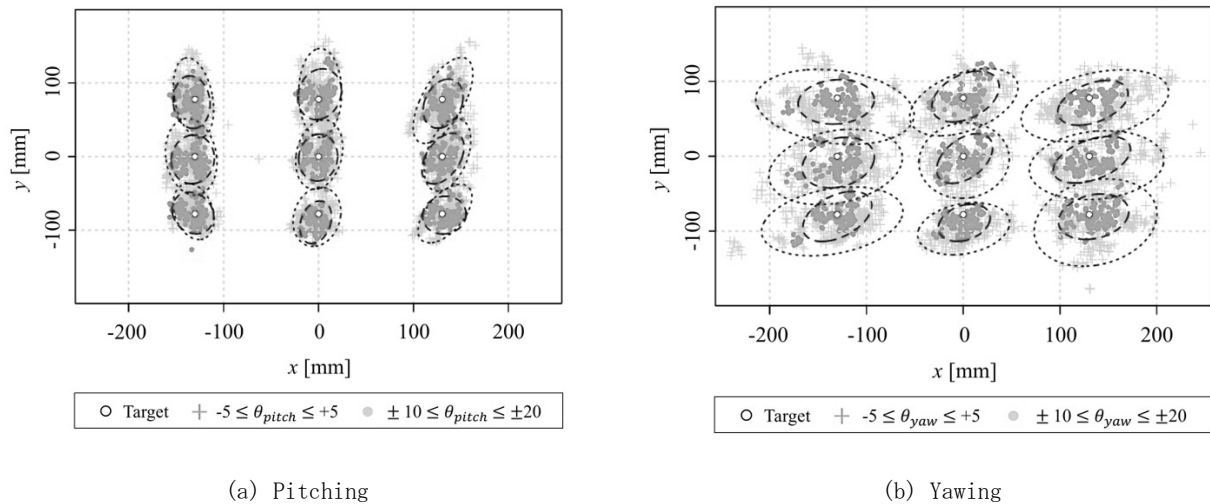 100
0
-100
y [mm]
-200 -100 0 100 200
x [mm]
Target -5 ≤ θpitch ≤ +5 ± 10 ≤ θpitch ≤ ±20
(a) Pitching
100
0
-100
y [mm]
-200 -100 0 100 200
x [mm]
Target -5 ≤ θyaw ≤ +5 ± 10 ≤ θyaw ≤ ±20
(b) Yawing